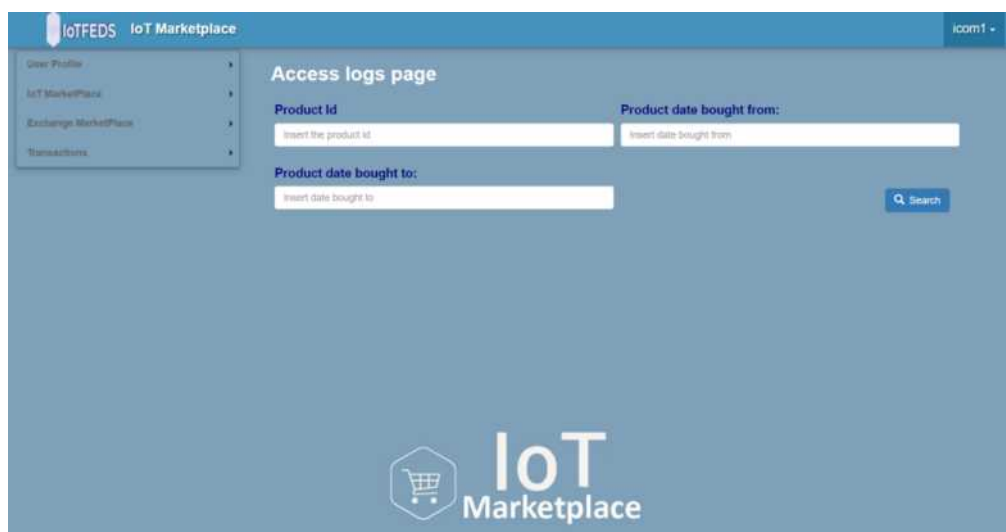 IoTFEDS IoT Marketplace icom1
User Profile
IoT MarketPlace
Exchange MarketPlace
Transactions
Access logs page
Product Id
Insert the product id
Product date bought from:
Insert date bought from
Product date bought to:
Insert date bought to
Search
IoT
Marketplace